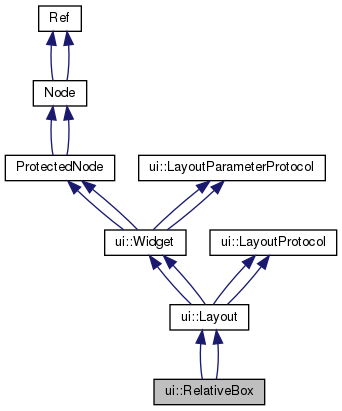 Ref
Node
ProtectedNode
ui::LayoutParameterProtocol
ui::Widget
ui::LayoutProtocol
ui::Layout
ui::RelativeBox